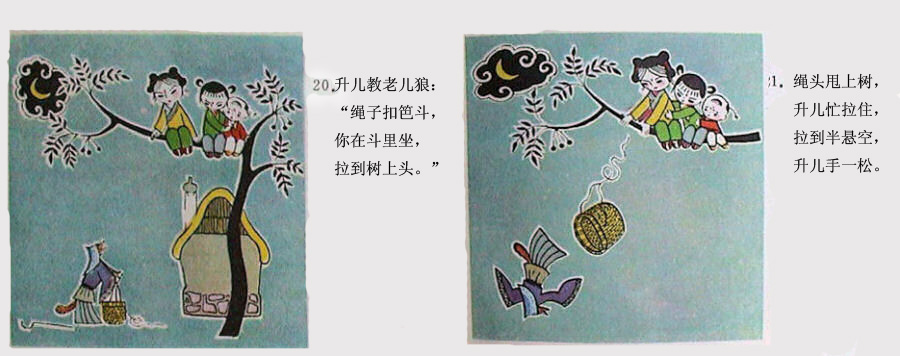 20.升儿教老儿狼：
“绳子扣笆斗，
你在斗里坐，
拉到树上头。”
1. 绳头甩上树，
升儿忙拉住，
拉到半悬空，
升儿手一松。